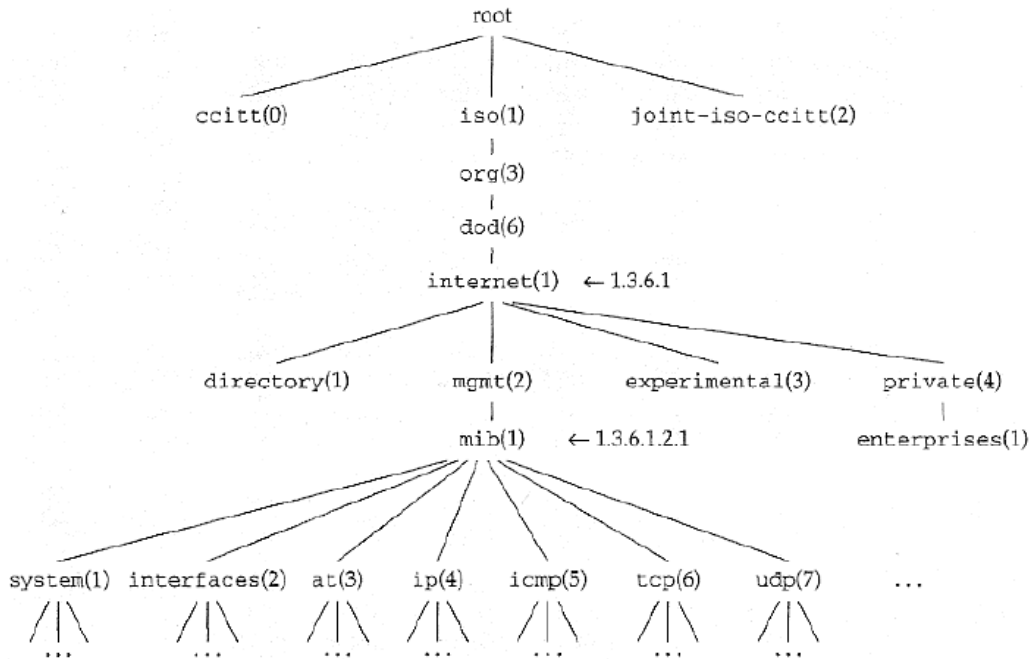 root
ccitt(0) iso(1) joint-iso-ccitt(2)
org(3)
dod(6)
internet(1) ← 1.3.6.1
directory(1) mgmt(2) experimental(3) private(4)
mib(1) ← 1.3.6.1.2.1 enterprises(1)
system(1) interfaces(2) at(3) ip(4) icmp(5) tcp(6) udp(7) ...
... ... ... ... ... ... ...